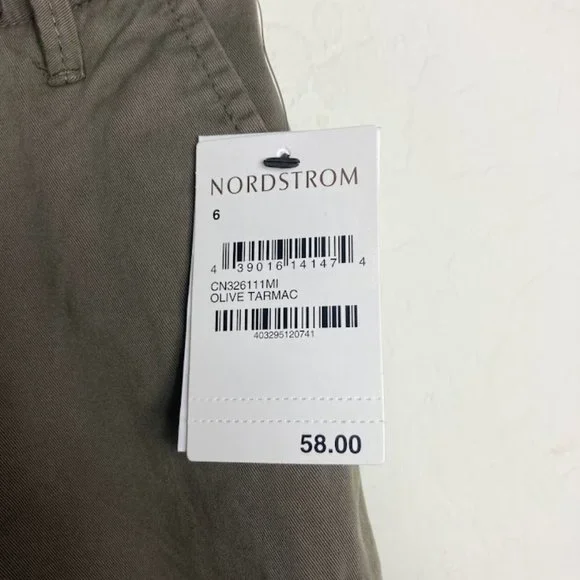 NORDSTROM
6
4 39016 14147 4
CN326111MI
OLIVE TARMAC
403295120741
58.00